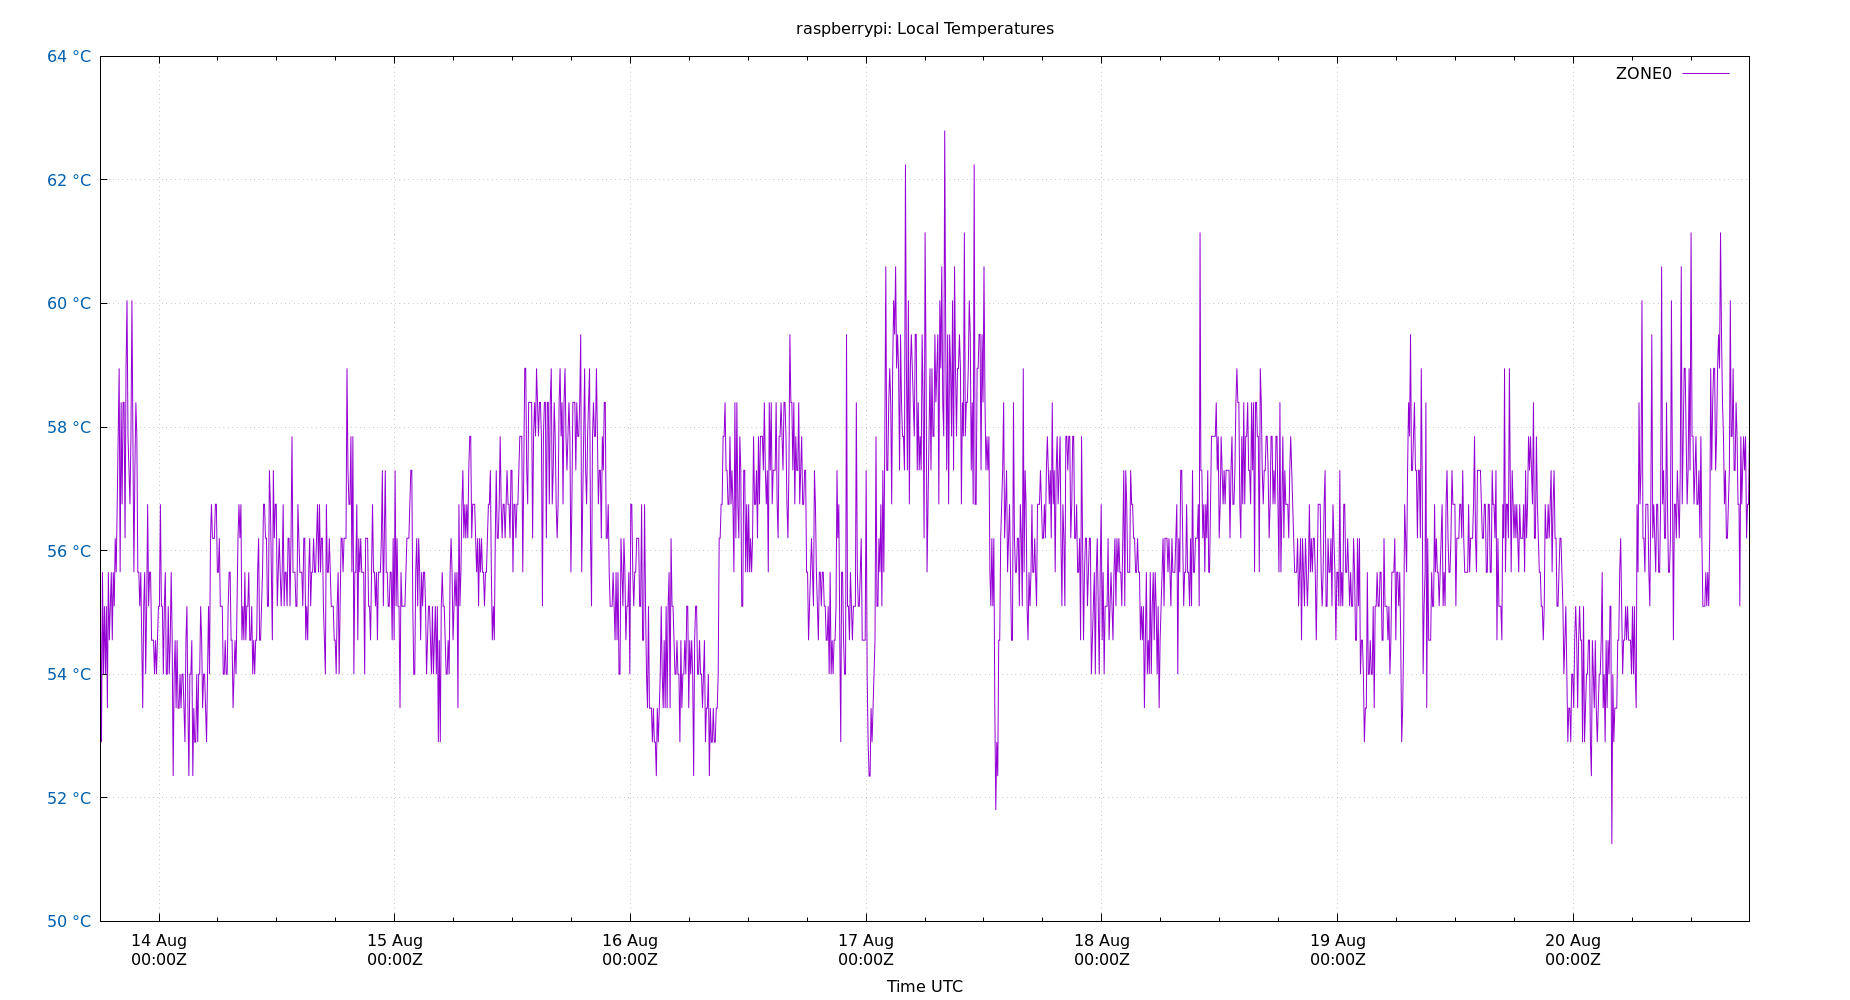 raspberrypi: Local Temperatures
64 °C
ZONE0
62 °C
60 °C
58 °C
56 °C
54 °C
52 °C
50 °C
14 Aug 15 Aug 16 Aug 17 Aug 18 Aug 19 Aug 20 Aug
00:00Z 00:00Z 00:00Z 00:00Z 00:00Z 00:00Z 00:00Z
Time UTC